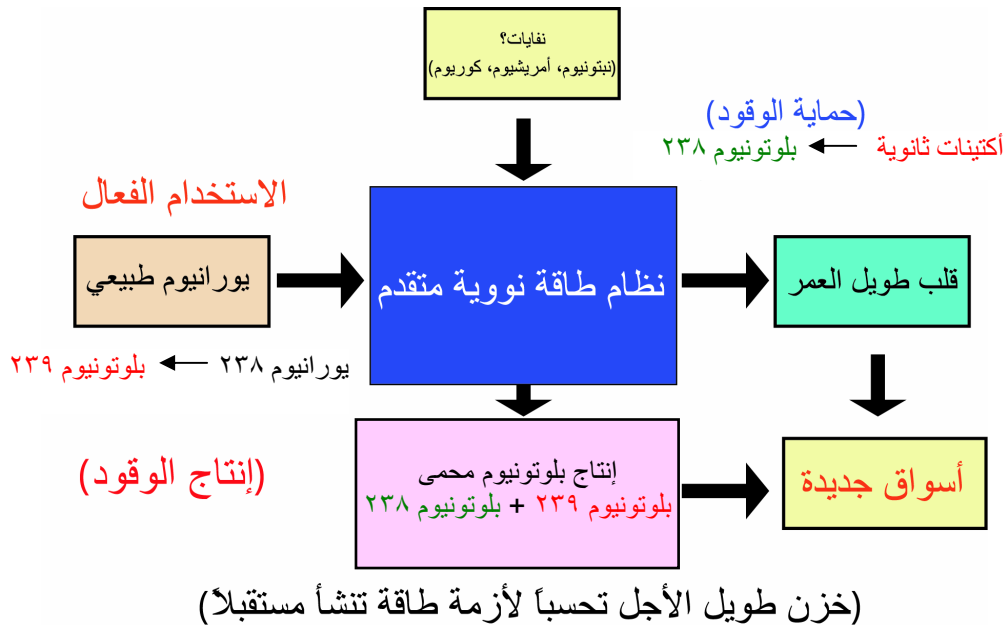 نفايات؟
(نبتونيوم، أمريشيوم، كوريوم)
(حماية الوقود)
أكتينات ثانوية ← بلوتونيوم ٢٣٨
الاستخدام الفعال
يورانيوم طبيعي
نظام طاقة نووية متقدم
قلب طويل العمر
يورانيوم ٢٣٨ ← بلوتونيوم ٢٣٩
(إنتاج الوقود)
إنتاج بلوتونيوم محمى
بلوتونيوم ٢٣٩ + بلوتونيوم ٢٣٨
أسواق جديدة
(خزن طويل الأجل تحسباً لأزمة طاقة تنشأ مستقبلاً)